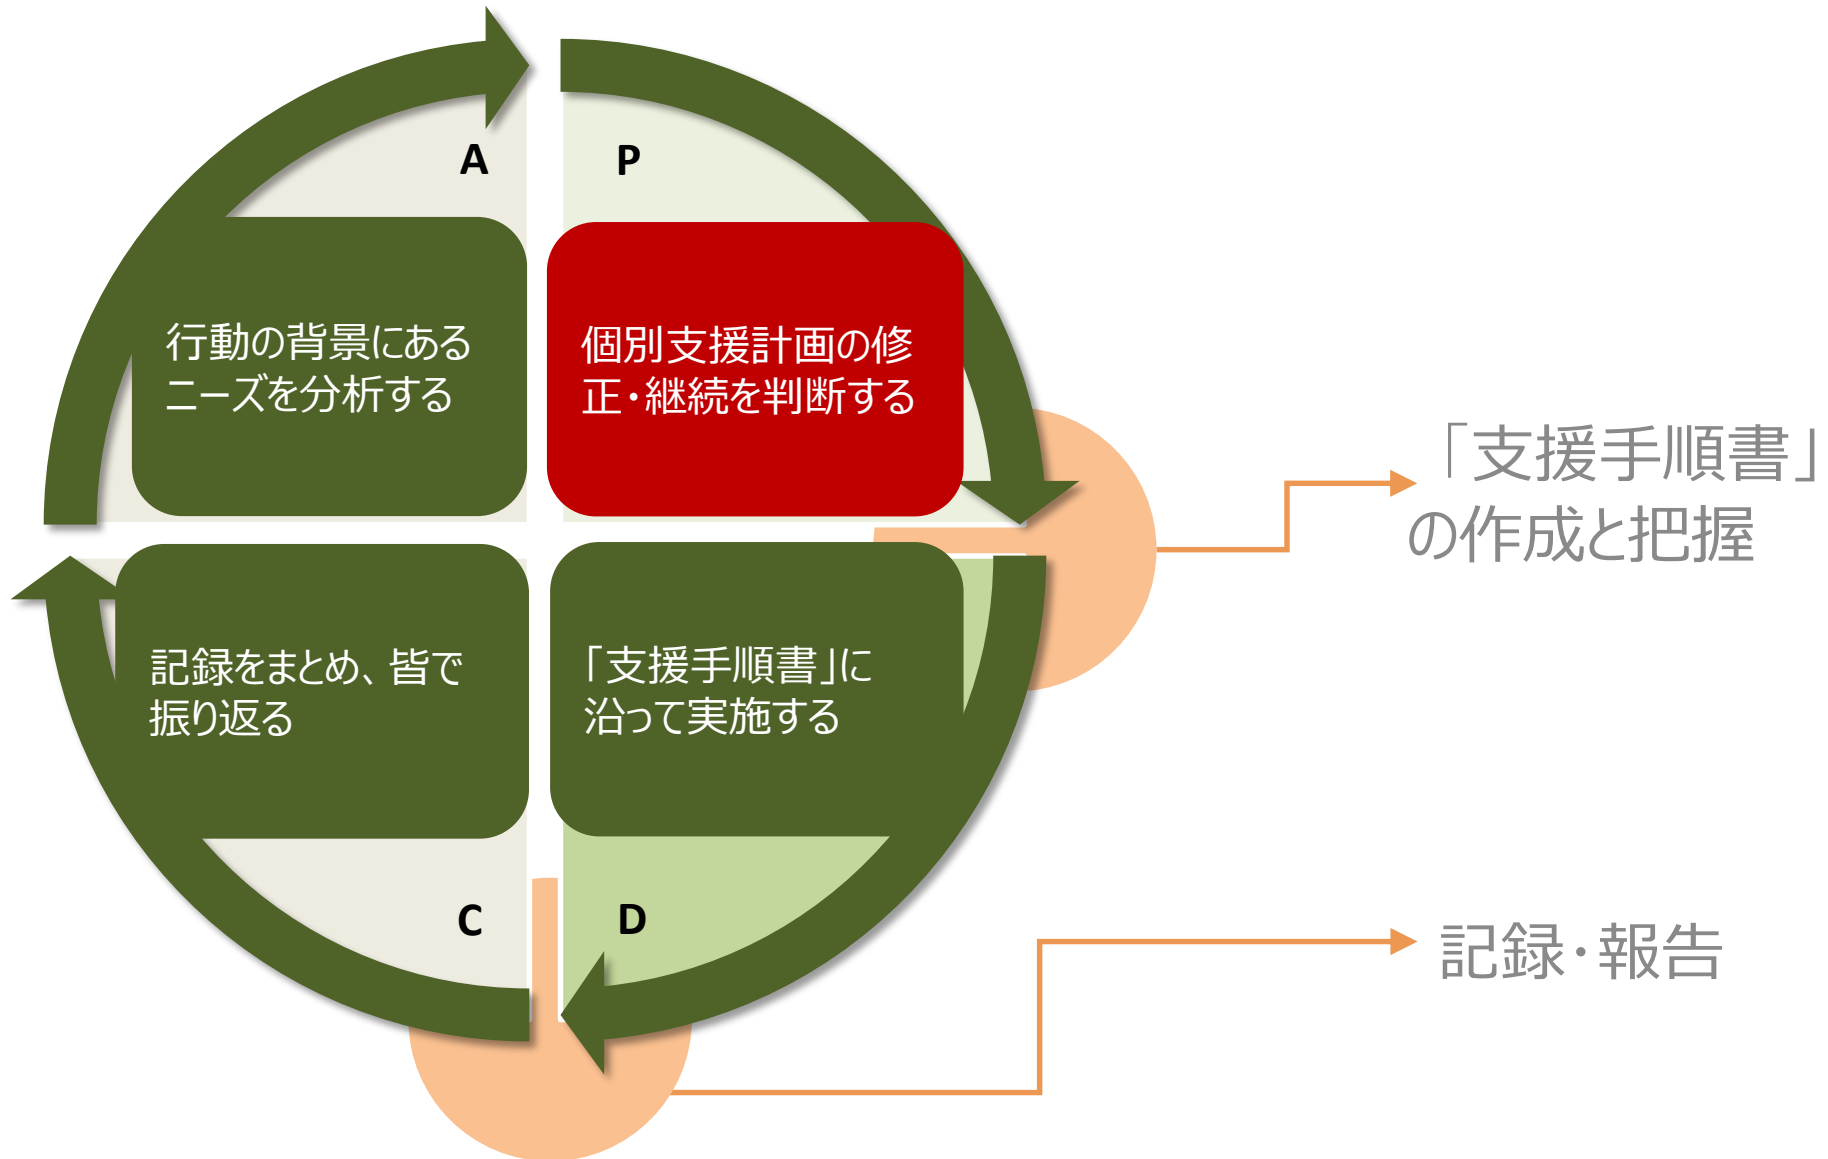 A
P
行動の背景にある
ニーズを分析する
個別支援計画の修
正・継続を判断する
「支援手順書」
の作成と把握
記録をまとめ、皆で
振り返る
「支援手順書」に
沿って実施する
C
D
記録・報告